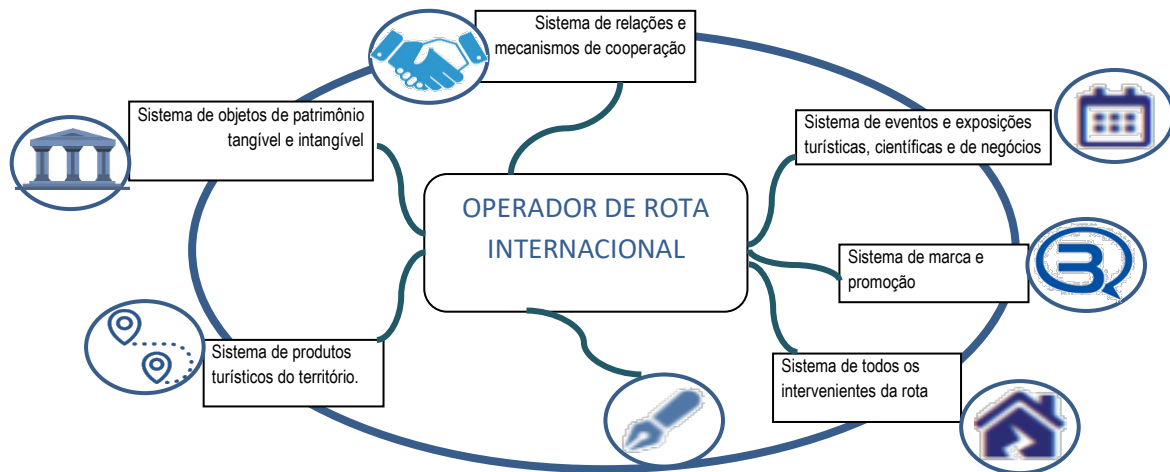 Sistema de relações e
mecanismos de cooperação
Sistema de objetos de patrimônio
tangível e intangível
Sistema de eventos e exposições
turísticas, científicas e de negócios
OPERADOR DE ROTA
INTERNACIONAL
Sistema de marca e
promoção
Sistema de produtos
turísticos do território.
Sistema de todos os
intervenientes da rota